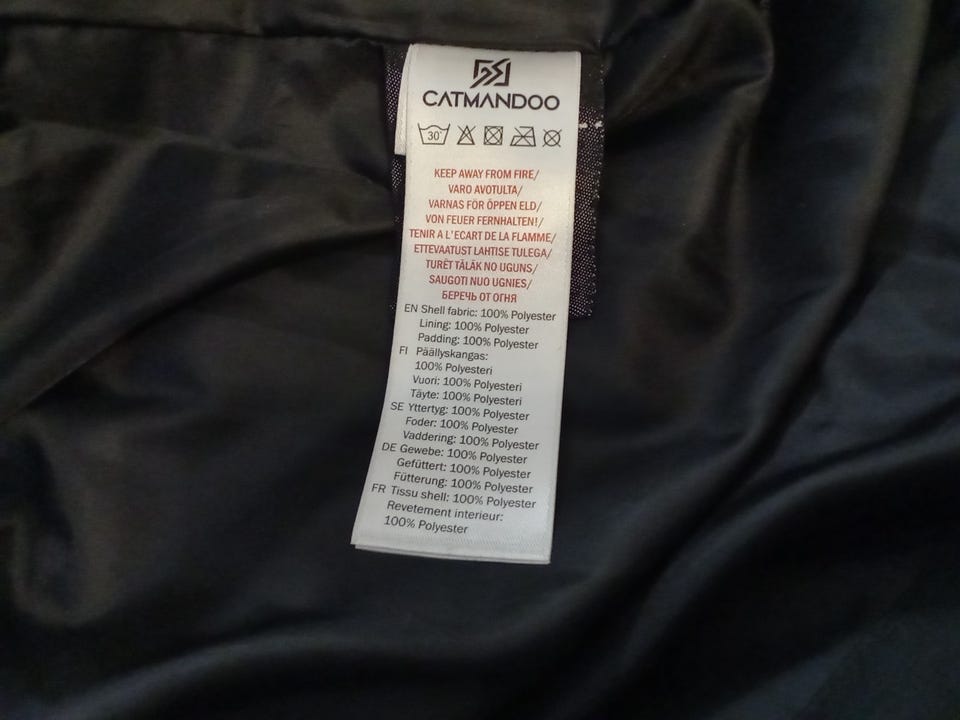 CATMANDOO
30°
KEEP AWAY FROM FIRE/
VARO AVOTULTA/
VARNAS FÖR ÖPPEN ELD/
VON FEUER FERNHALTEN!/
TENIR A L'ECART DE LA FLAMME/
ETTEVAATUST LAHTISE TULEGA/
TURĒT TĀLĀK NO UGUNS/
SAUGOTI NUO UGNIES/
БЕРЕЧЬ ОТ ОГНЯ
EN Shell fabric: 100% Polyester
Lining: 100% Polyester
Padding: 100% Polyester
FI Päällyskangas:
100% Polyesteri
Vuori: 100% Polyesteri
Täyte: 100% Polyesteri
SE Yttertyg: 100% Polyester
Foder: 100% Polyester
Vaddering: 100% Polyester
DE Gewebe: 100% Polyester
Gefüttert: 100% Polyester
Fütterung: 100% Polyester
FR Tissu shell: 100% Polyester
Revetement interieur:
100% Polyester